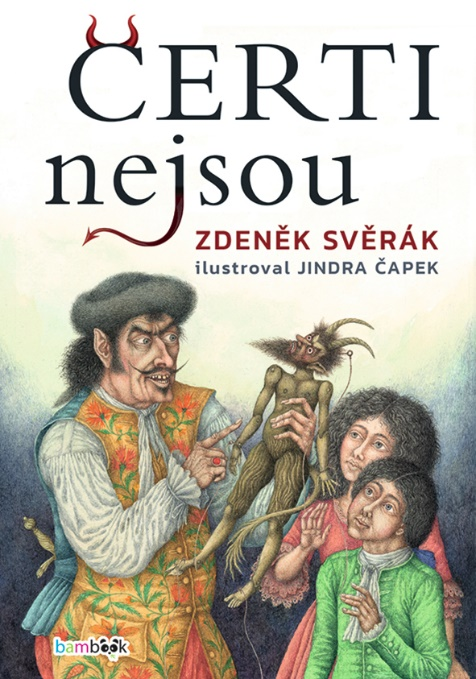 ČERTI
nejsou
ZDENĚK SVĚRÁK
ilustroval JINDRA ČAPEK
bambook